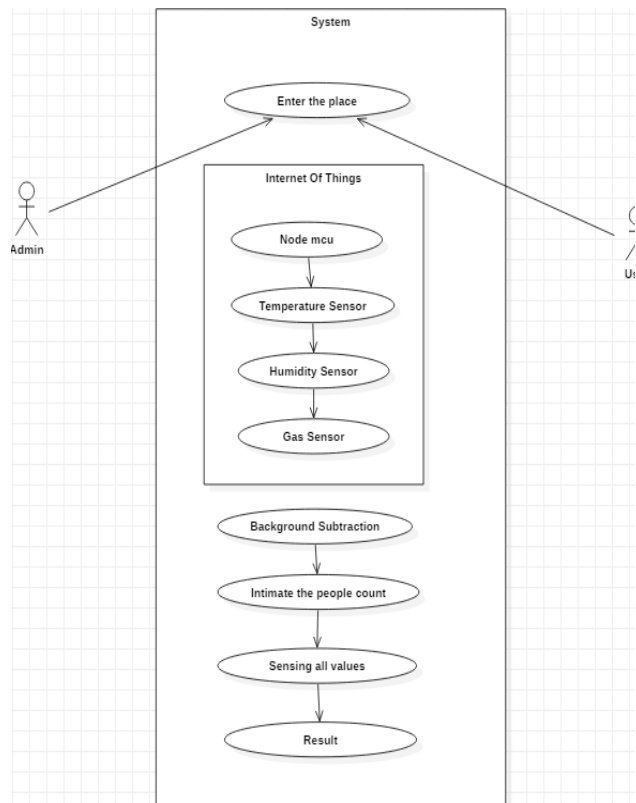 System
Enter the place
Internet Of Things
Node mcu
Admin
Temperature Sensor
Humidity Sensor
Gas Sensor
Background Subtraction
Intimate the people count
Sensing all values
Result